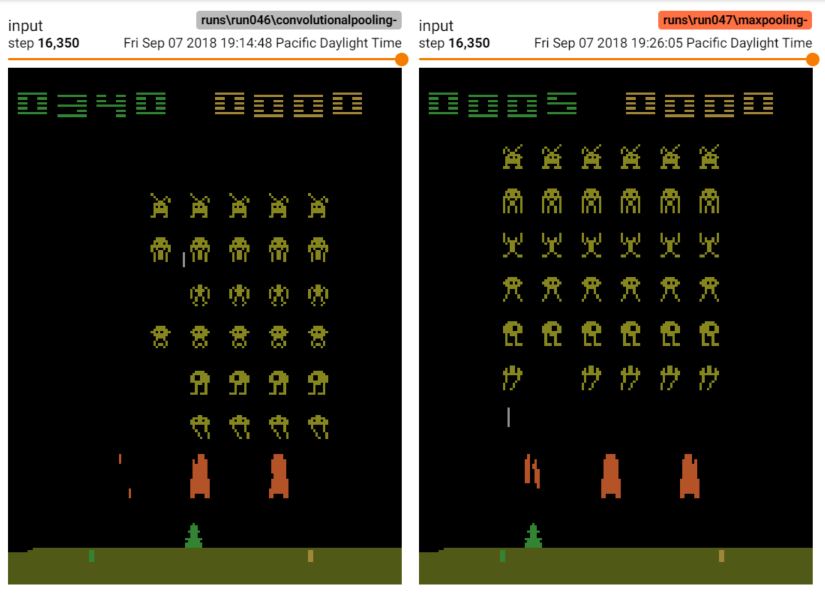 input
runs\run046\convolutionalpooling-
step 16,350
Fri Sep 07 2018 19:14:48 Pacific Daylight Time
0340 0000
input
runs\run047\maxpooling-
step 16,350
Fri Sep 07 2018 19:26:05 Pacific Daylight Time
0005 0000